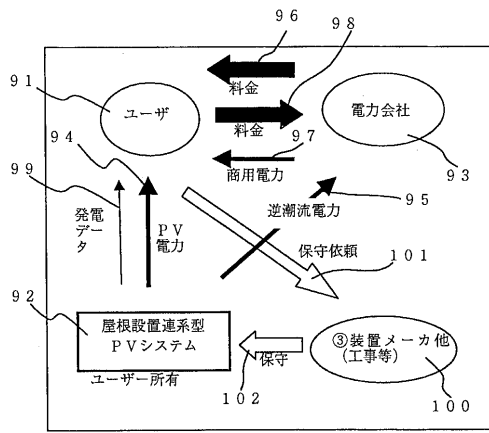 ９６
９８
９１
料金
ユーザ
電力会社
９４
料金
９７
９９
商用電力
９３
発電
データ
ＰＶ
電力
逆潮流電力
９５
保守依頼
１０１
９２
屋根設置連系型
ＰＶシステム
ユーザー所有
保守
１０２
③装置メーカ他
（工事等）
１００